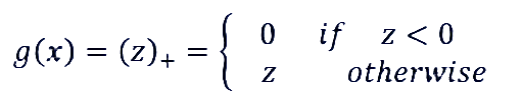 g(x) = (z)₊ = { 0 if z < 0
z otherwise